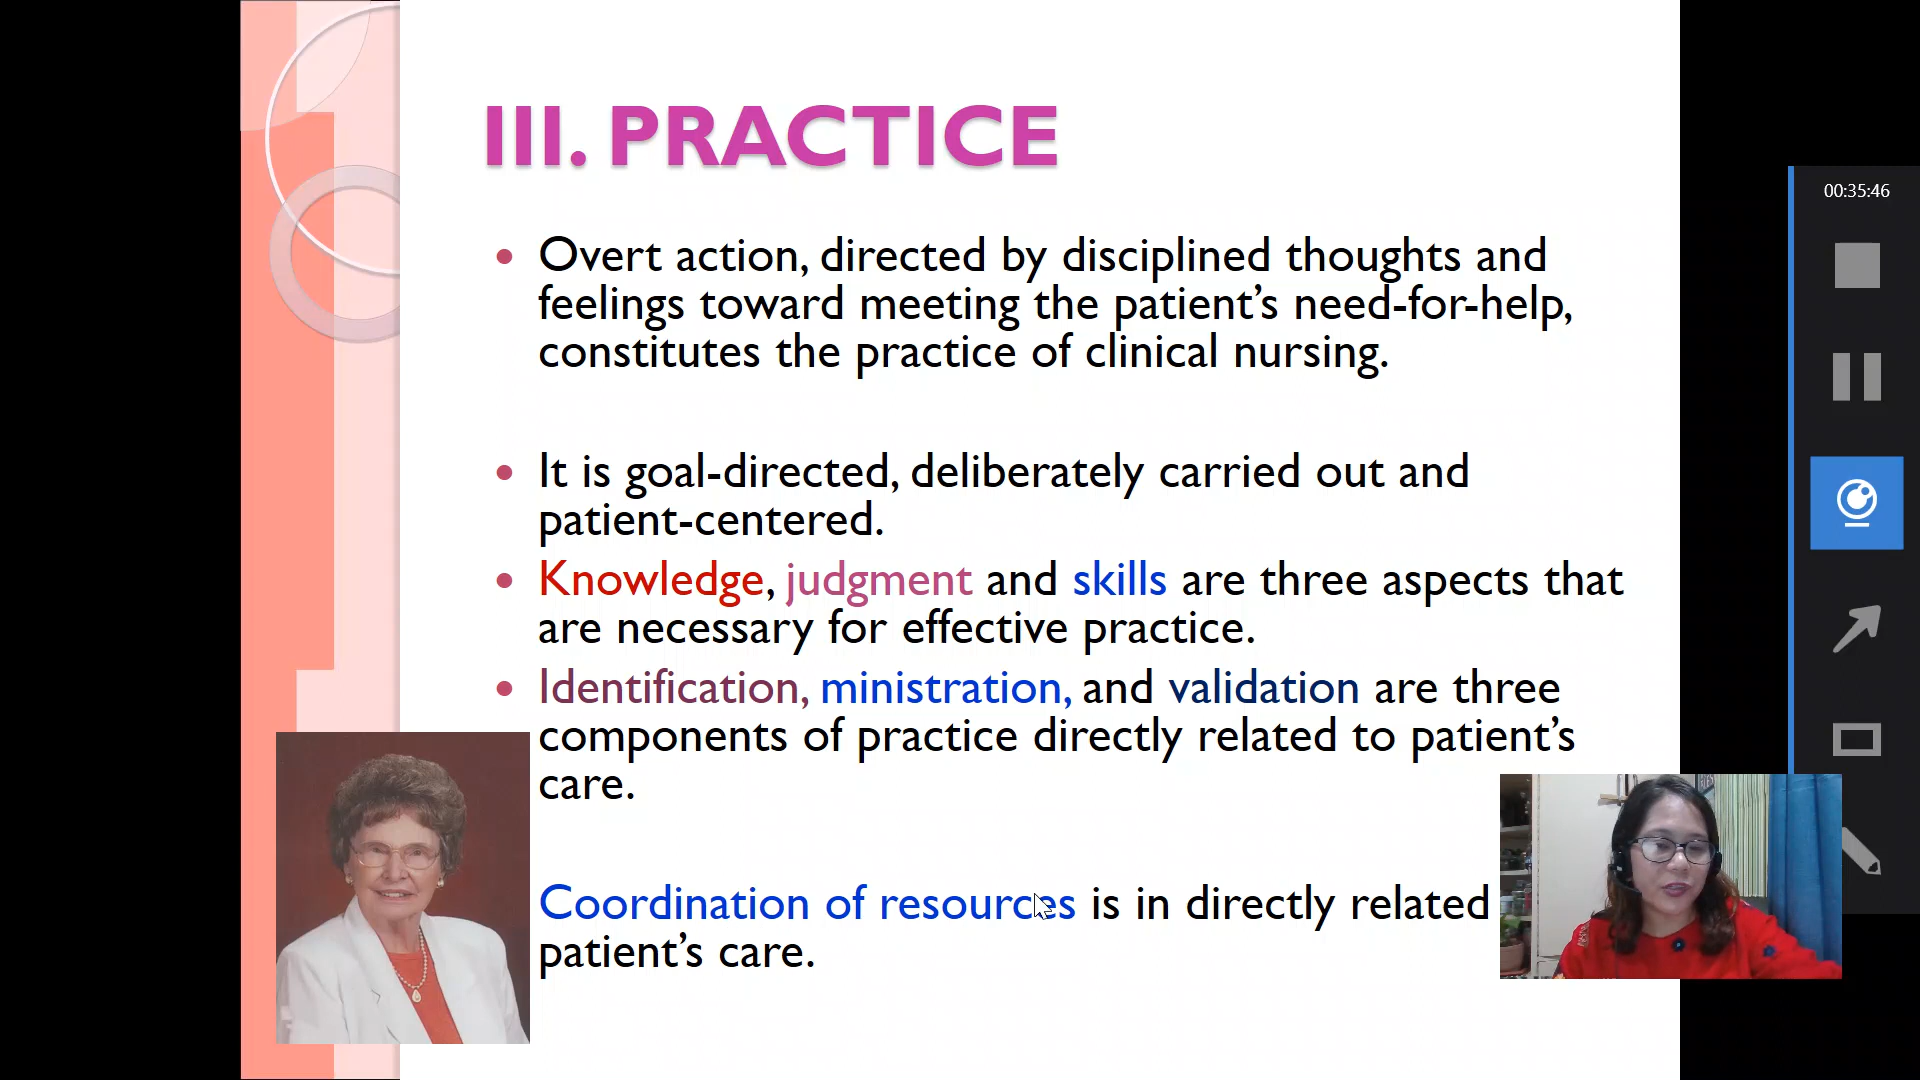 III. PRACTICE
00:35:46
Overt action, directed by disciplined thoughts and
feelings toward meeting the patient’s need-for-help,
constitutes the practice of clinical nursing.
It is goal-directed, deliberately carried out and
patient-centered.
Knowledge, judgment and skills are three aspects that
are necessary for effective practice.
Identification, ministration, and validation are three
components of practice directly related to patient’s
care.
Coordination of resources is in directly related
patient’s care.